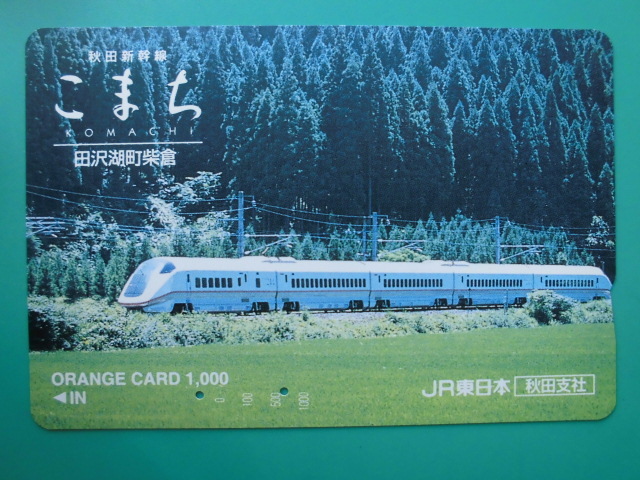 秋田新幹線
こまち
KOMACHI
田沢湖町柴倉
ORANGE CARD 1,000
◀IN
0 100 500 1000
JR東日本 秋田支社